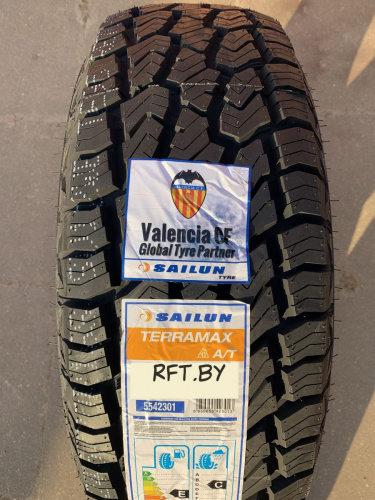 Valencia CF
Global Tyre Partner
SAILUN
TYRE
SAILUN
TERRAMAX
A/T
RFT.BY
5542301
E
C